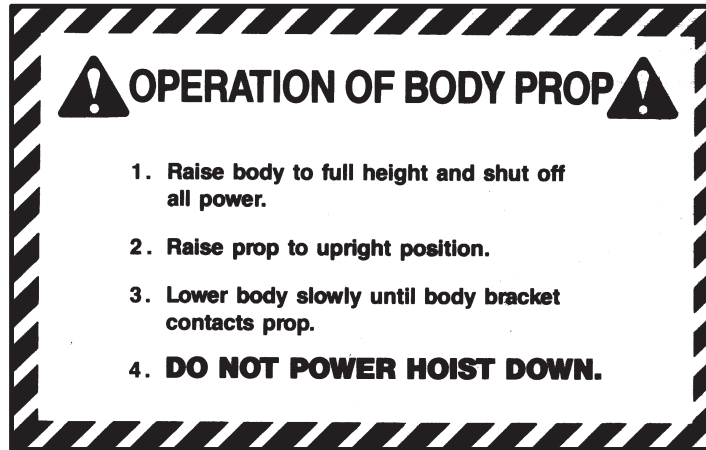 OPERATION OF BODY PROP
1. Raise body to full height and shut off
all power.
2. Raise prop to upright position.
3. Lower body slowly until body bracket
contacts prop.
4. DO NOT POWER HOIST DOWN.